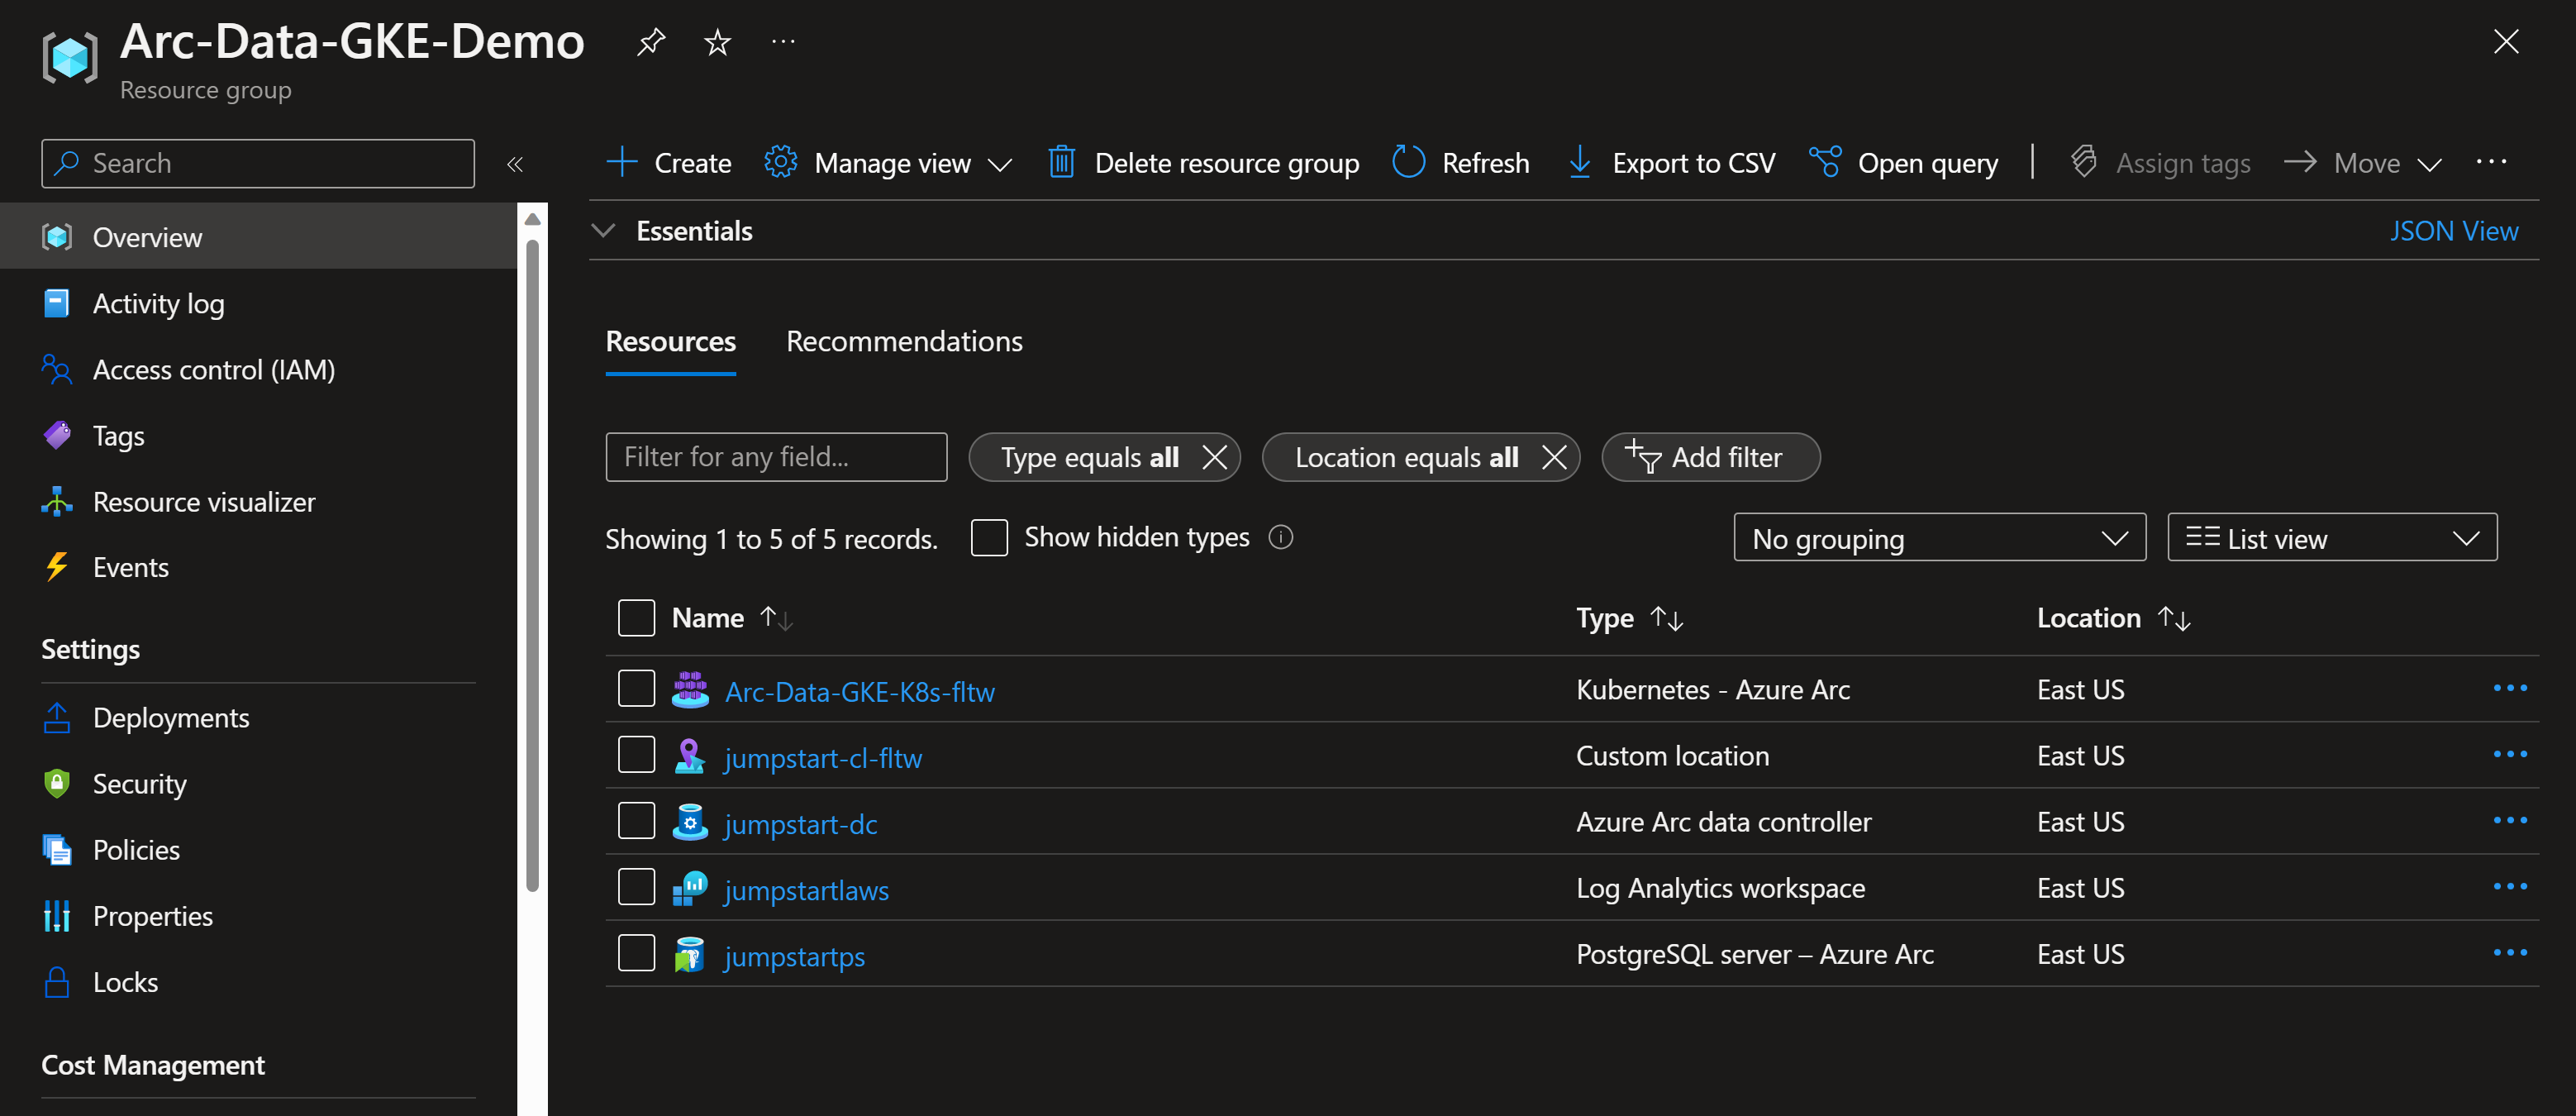 Arc-Data-GKE-Demo
Resource group
Search
Create
Manage view
Delete resource group
Refresh
Export to CSV
Open query
Assign tags
Move
Overview
Activity log
Access control (IAM)
Tags
Resource visualizer
Events
Settings
Deployments
Security
Policies
Properties
Locks
Cost Management
Essentials
JSON View
Resources
Recommendations
Filter for any field...
Type equals all
Location equals all
Add filter
Showing 1 to 5 of 5 records.
Show hidden types
No grouping
List view
Name Type Location
Arc-Data-GKE-K8s-fltw Kubernetes - Azure Arc East US
jumpstart-cl-fltw Custom location East US
jumpstart-dc Azure Arc data controller East US
jumpstartlaws Log Analytics workspace East US
jumpstartps PostgreSQL server – Azure Arc East US